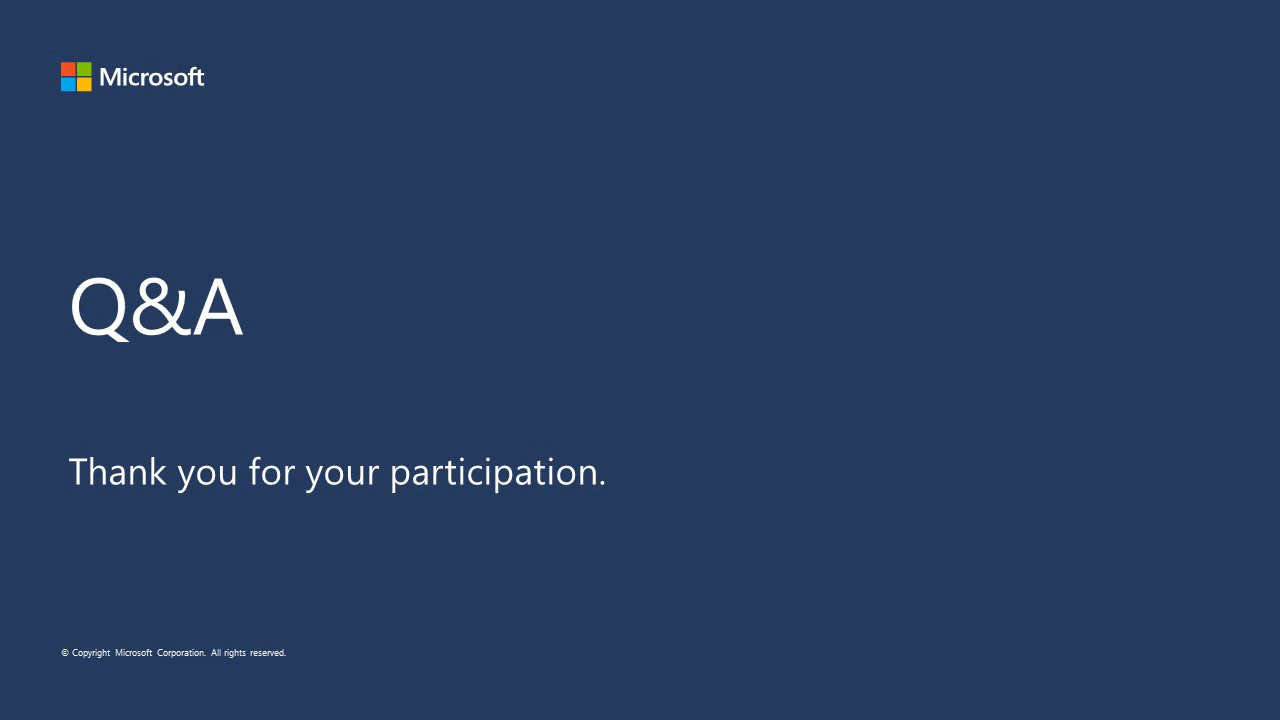 Microsoft
Q&A
Thank you for your participation.
© Copyright Microsoft Corporation. All rights reserved.